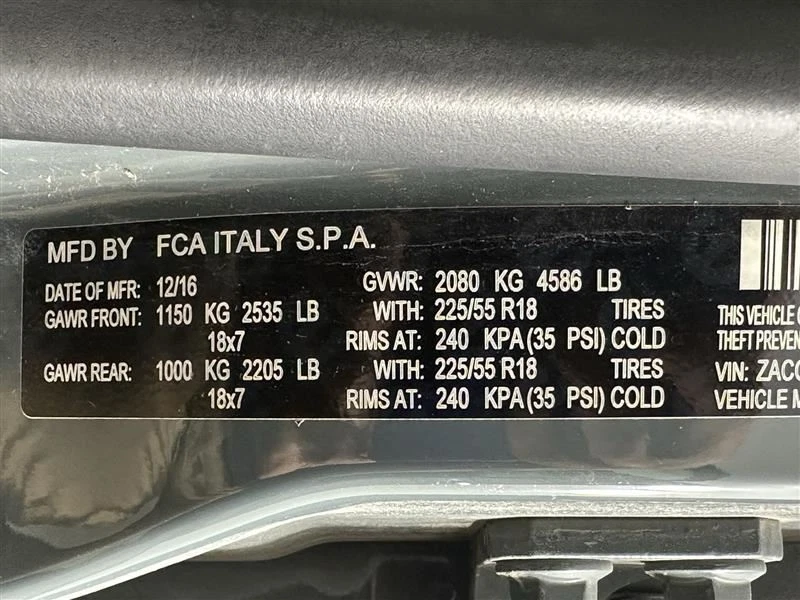 MFD BY FCA ITALY S.P.A.
DATE OF MFR: 12/16 GVWR: 2080 KG 4586 LB
GAWR FRONT: 1150 KG 2535 LB WITH: 225/55 R18 TIRES THIS VEHICLE
18x7 RIMS AT: 240 KPA (35 PSI) COLD THEFT
GAWR REAR: 1000 KG 2205 LB WITH: 225/55 R18 TIRES VIN:
18x7 RIMS AT: 240 KPA (35 PSI) COLD VEHICLE